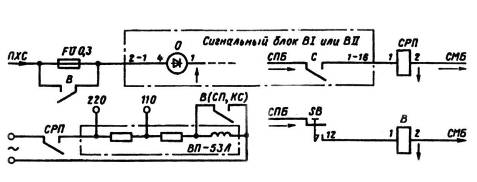 Сигнальный блок ВI или ВII
ПХС FU 0,3 2-1 О 4 1 СПБ С 1-16 1 СРП 2 СМБ
В
220 110 В(СП, КС)
СРП СПБ SB 12 1 В 2 СМБ
~ ВП-53Л